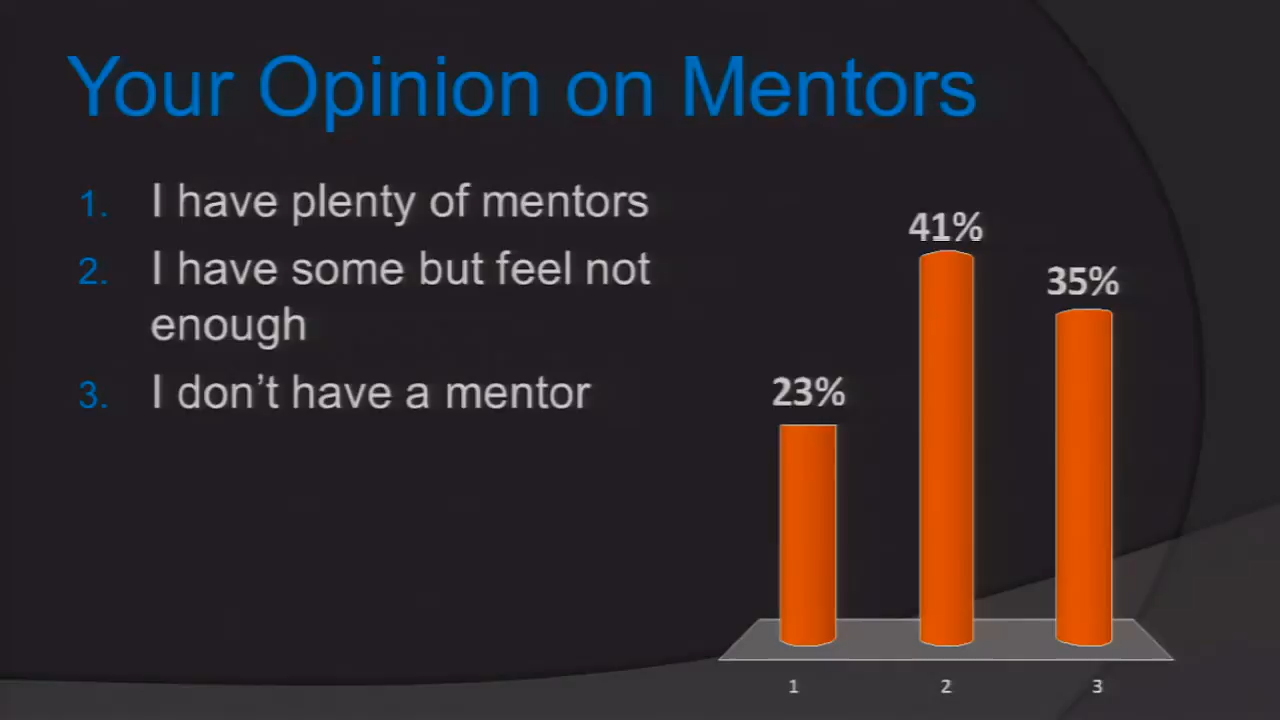 Your Opinion on Mentors
1. I have plenty of mentors
2. I have some but feel not
enough
3. I don't have a mentor
23%
41%
35%
1
2
3